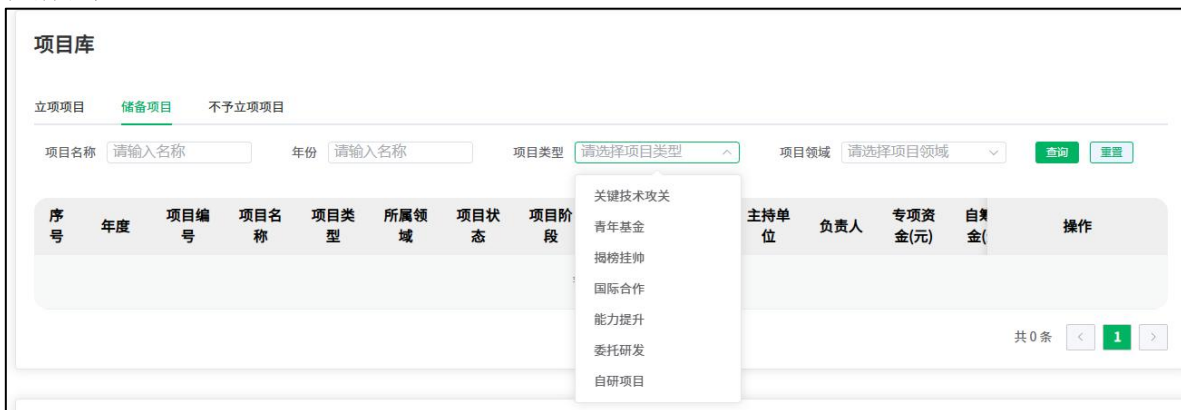 项目库
立项项目 储备项目 不予立项项目
项目名称 请输入名称 年份 请输入名称 项目类型 请选择项目类型 项目领域 请选择项目领域 查询 重置
关键技术攻关
青年基金
揭榜挂帅
国际合作
能力提升
委托研发
自研项目
序号 年度 项目编号 项目名称 项目类型 所属领域 项目状态 项目阶段 主持单位 负责人 专项资金(元) 操作
共 0 条 1